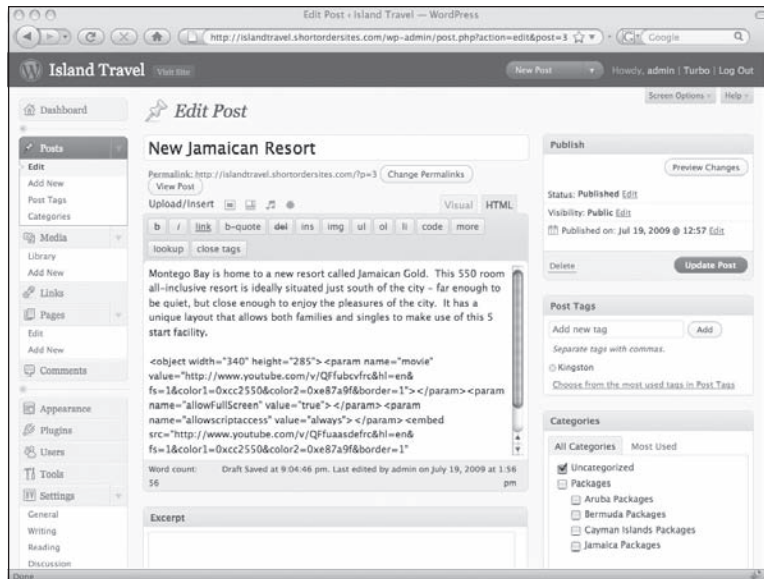 Edit Post ‹ Island Travel — WordPress
http://islandtravel.shortordersites.com/wp-admin/post.php?action=edit&post=3
Google
Island Travel Visit Site
New Post
Howdy, admin | Turbo | Log Out
Screen Options
Help
Dashboard
Posts
Edit
Add New
Post Tags
Categories
Media
Library
Add New
Links
Pages
Edit
Add New
Comments
Appearance
Plugins
Users
Tools
Settings
General
Writing
Reading
Discussion
Done
Edit Post
New Jamaican Resort
Permalink: http://islandtravel.shortordersites.com/?p=3 Change Permalinks
View Post
Upload/Insert
Visual HTML
b i link b-quote del ins img ul ol li code more
lookup close tags
Montego Bay is home to a new resort called Jamaican Gold. This 550 room
all-inclusive resort is ideally situated just south of the city - far enough to
be quiet, but close enough to enjoy the pleasures of the city. It has a
unique layout that allows both families and singles to make use of this 5
start facility.
<object width="340" height="285"><param name="movie"
value="http://www.youtube.com/v/QFfubcvfrc&hl=en&
fs=1&color1=0xcc2550&color2=0xe87a9f&border=1"></param><param
name="allowFullScreen" value="true"></param><param
name="allowscriptaccess" value="always"></param><embed
src="http://www.youtube.com/v/QFfuaasdefrc&hl=en&
fs=1&color1=0xcc2550&color2=0xe87a9f&border=1"
Word count: Draft Saved at 9:04:46 pm. Last edited by admin on July 19, 2009 at 1:56
56 pm
Excerpt
Publish
Preview Changes
Status: Published Edit
Visibility: Public Edit
Published on: Jul 19, 2009 @ 12:57 Edit
Delete
Update Post
Post Tags
Add new tag
Add
Separate tags with commas.
Kingston
Choose from the most used tags in Post Tags
Categories
All Categories Most Used
Uncategorized
Packages
Aruba Packages
Bermuda Packages
Cayman Islands Packages
Jamaica Packages